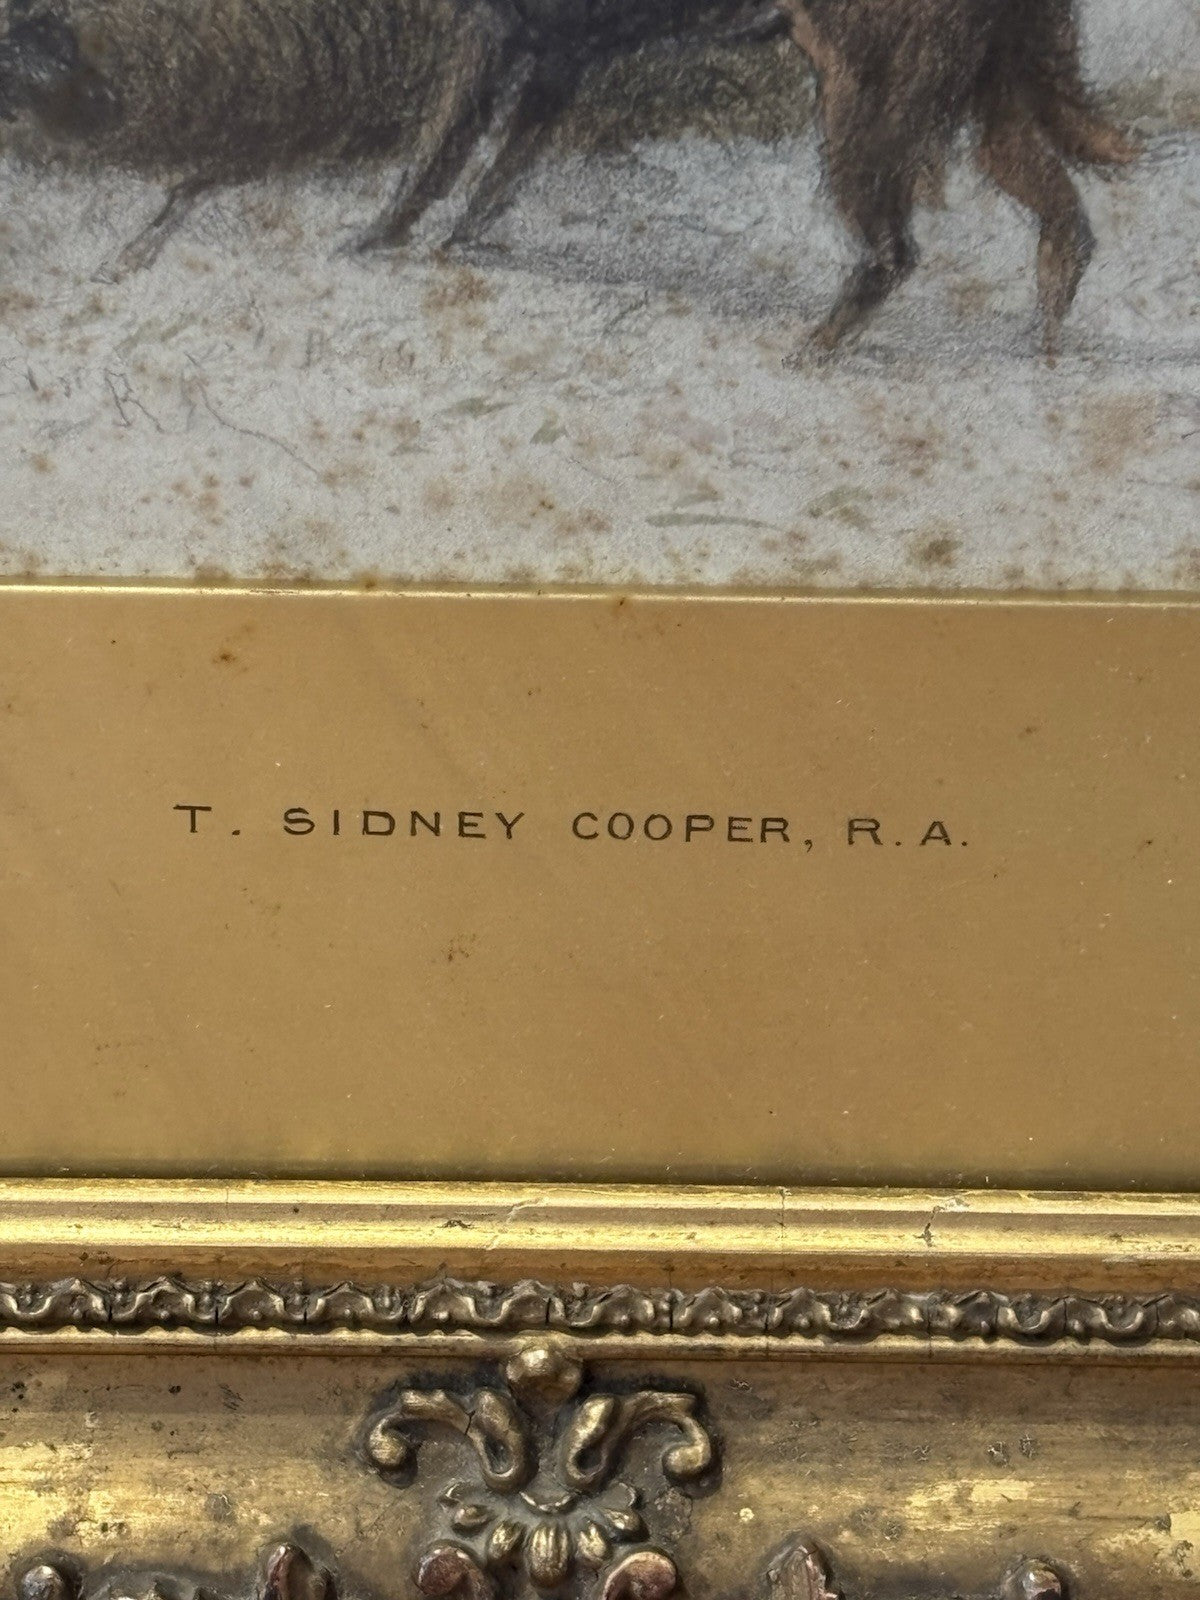 T. SIDNEY COOPER, R.A.